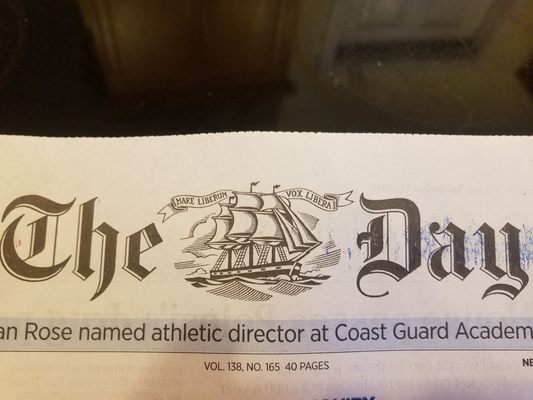 The MARE LIBERUM VOX LIBERA Day
an Rose named athletic director at Coast Guard Academ
VOL. 138, NO. 165 40 PAGES NE